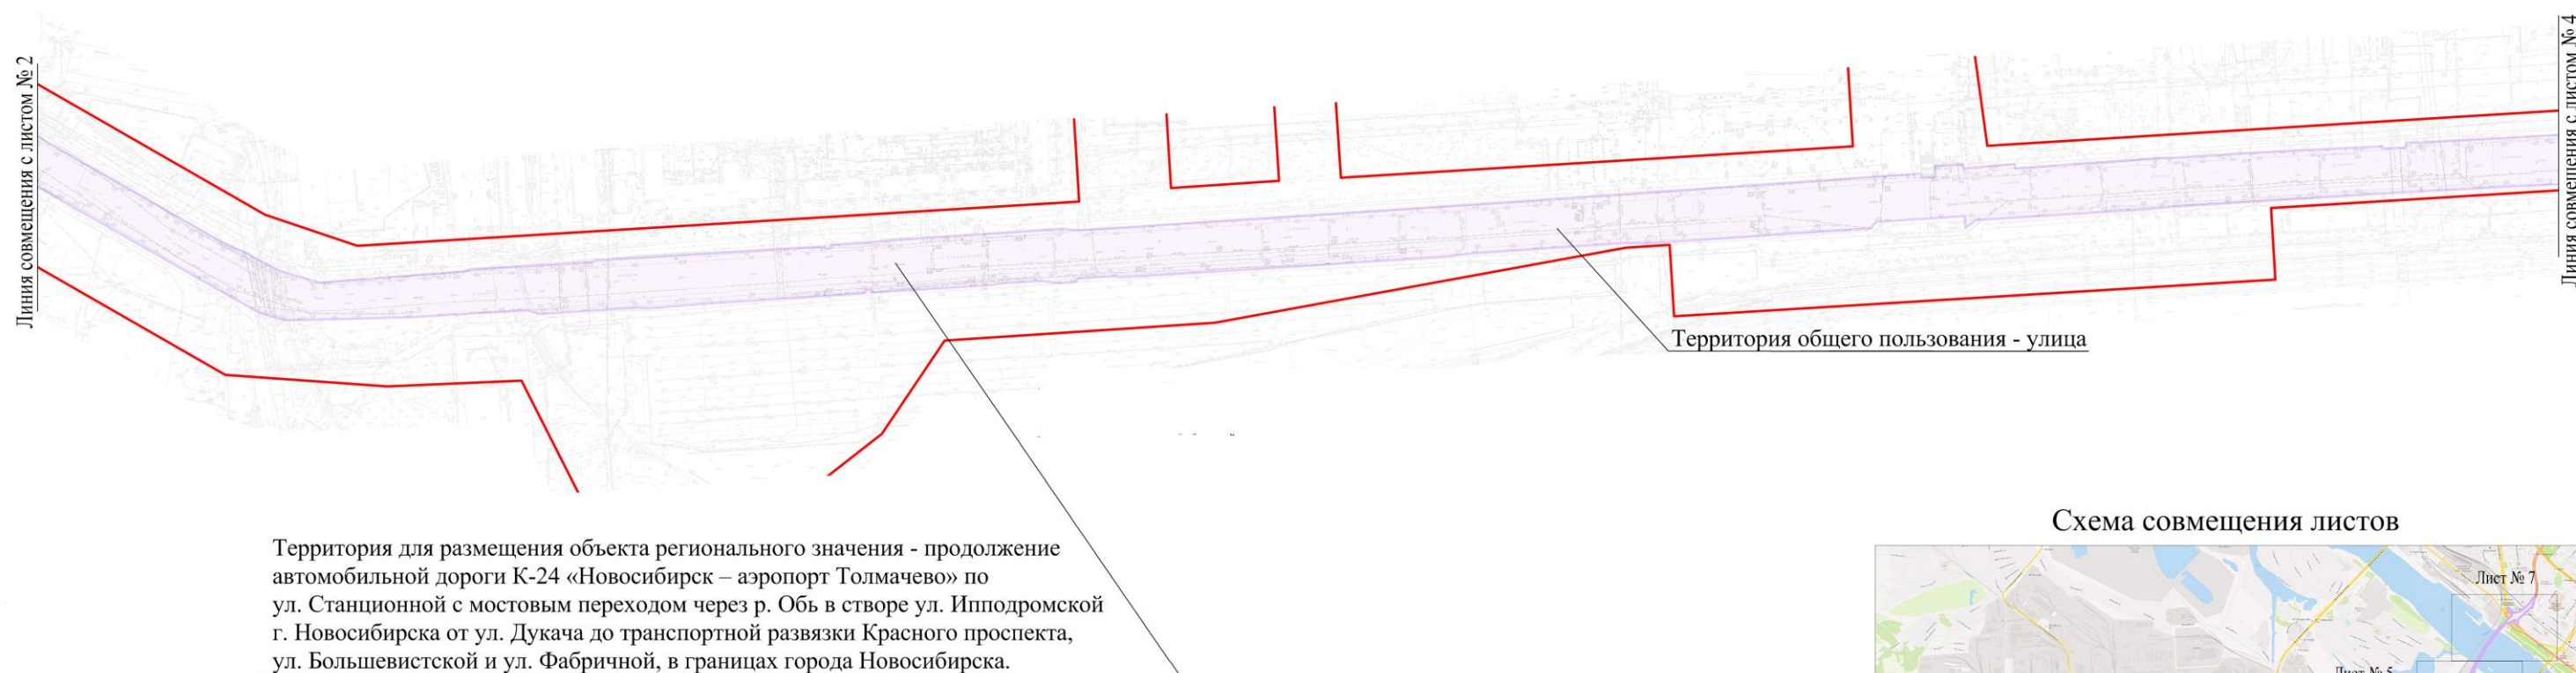 Линия совмещения с листом № 2
Линия совмещения с листом № 4
Территория общего пользования - улица
Территория для размещения объекта регионального значения - продолжение
автомобильной дороги К-24 «Новосибирск – аэропорт Толмачево» по
ул. Станционной с мостовым переходом через р. Обь в створе ул. Ипподромской
г. Новосибирска от ул. Дукача до транспортной развязки Красного проспекта,
ул. Большевистской и ул. Фабричной, в границах города Новосибирска.
Схема совмещения листов
Лист № 7
Лист № 5